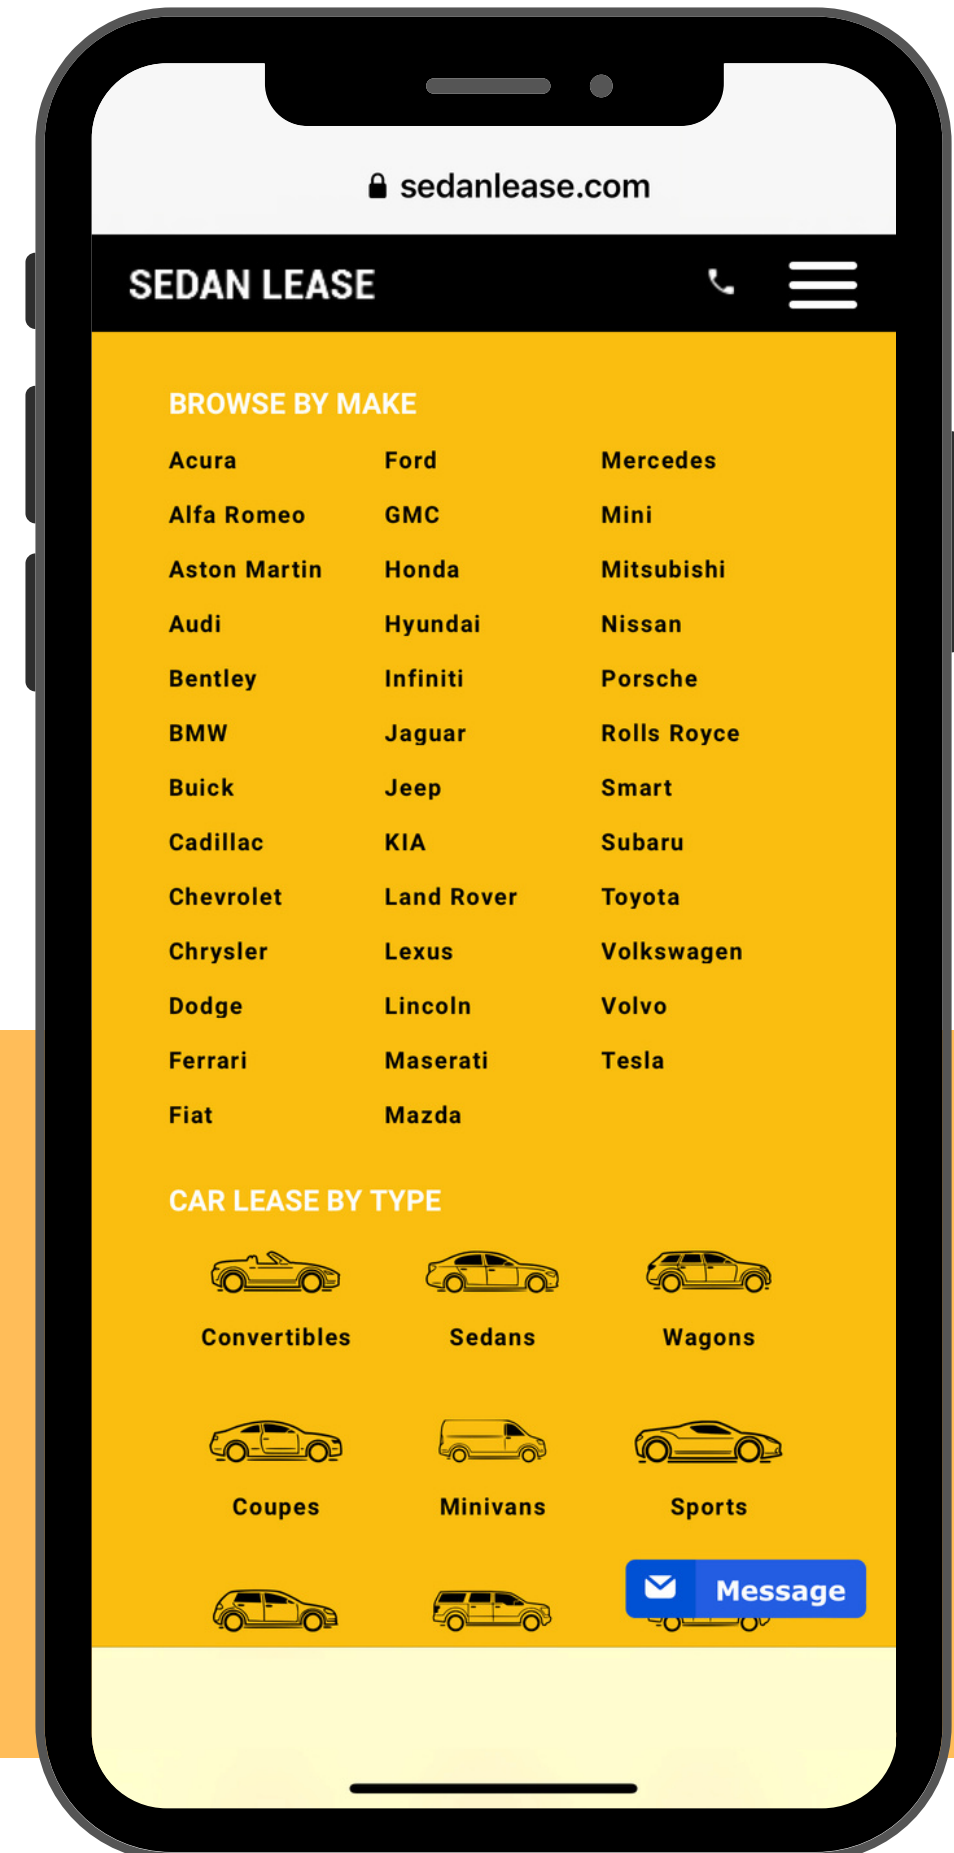 sedanlease.com
SEDAN LEASE
BROWSE BY MAKE
Acura Ford Mercedes
Alfa Romeo GMC Mini
Aston Martin Honda Mitsubishi
Audi Hyundai Nissan
Bentley Infiniti Porsche
BMW Jaguar Rolls Royce
Buick Jeep Smart
Cadillac KIA Subaru
Chevrolet Land Rover Toyota
Chrysler Lexus Volkswagen
Dodge Lincoln Volvo
Ferrari Maserati Tesla
Fiat Mazda
CAR LEASE BY TYPE
Convertibles Sedans Wagons
Coupes Minivans Sports
Message